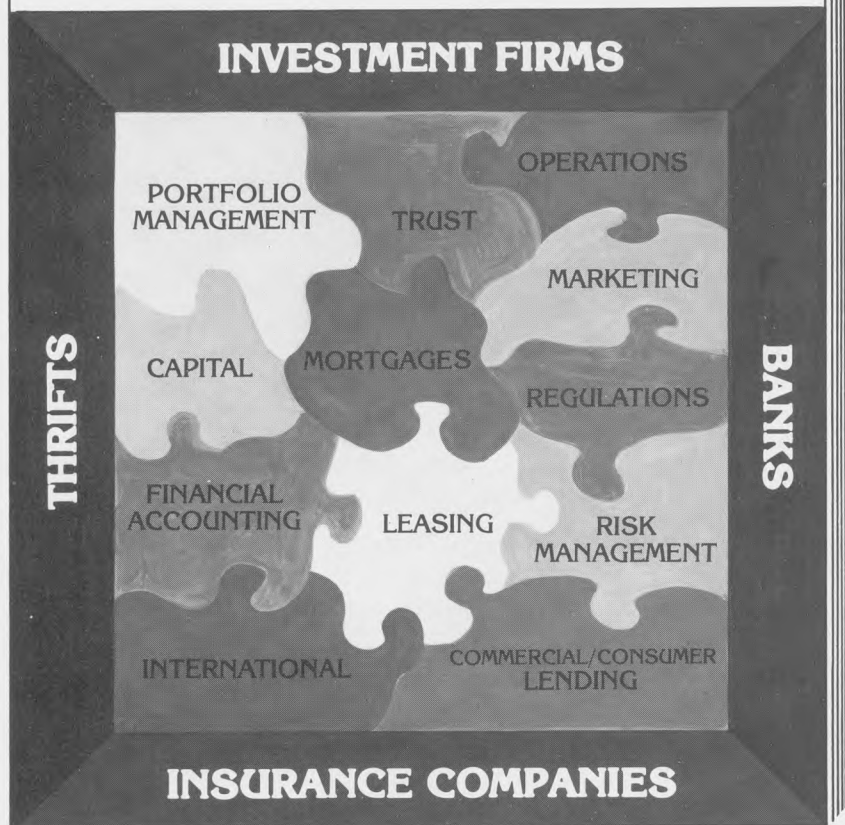 INVESTMENT FIRMS
PORTFOLIO
MANAGEMENT
TRUST
OPERATIONS
MARKETING
CAPITAL
MORTGAGES
REGULATIONS
THRIFTS
BANKS
FINANCIAL
ACCOUNTING
LEASING
RISK
MANAGEMENT
INTERNATIONAL
COMMERCIAL/CONSUMER
LENDING
INSURANCE COMPANIES